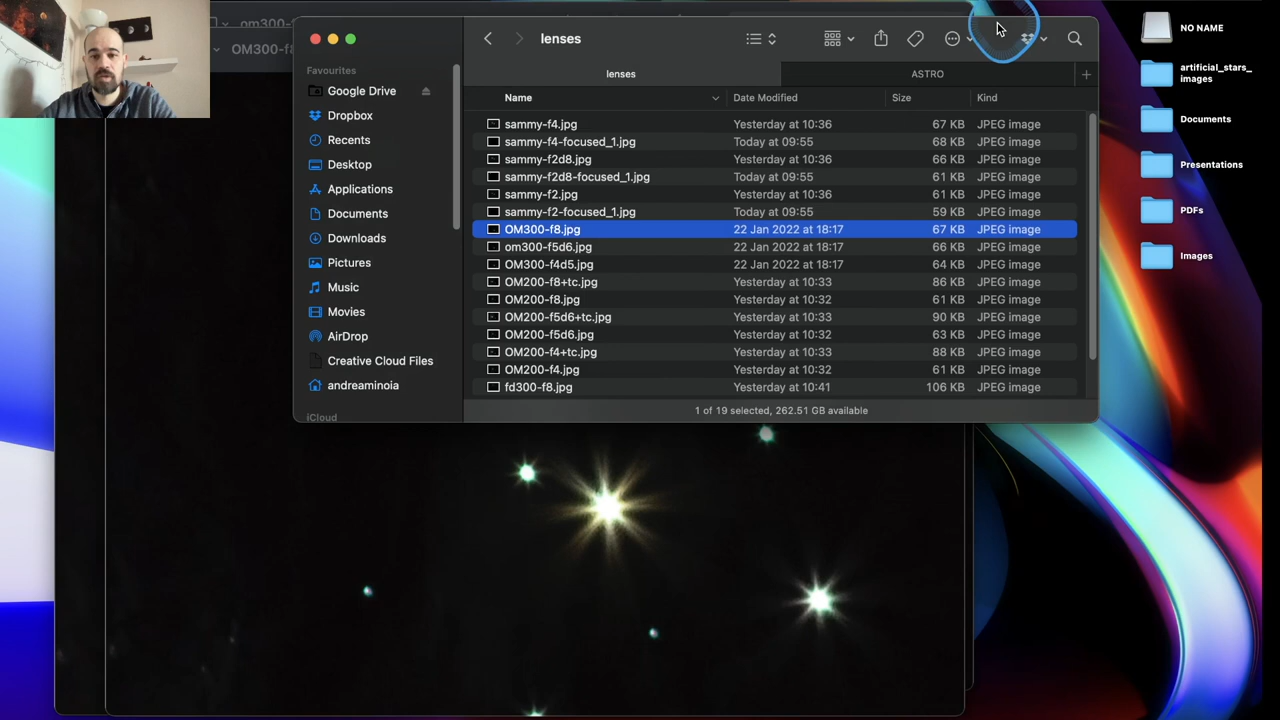 om300-
OM300-f8
lenses
lenses
ASTRO
Favourites
Google Drive
Dropbox
Recents
Desktop
Applications
Documents
Downloads
Pictures
Music
Movies
AirDrop
Creative Cloud Files
andreaminoia
iCloud
Name Date Modified Size Kind
sammy-f4.jpg Yesterday at 10:36 67 KB JPEG image
sammy-f4-focused_1.jpg Today at 09:55 68 KB JPEG image
sammy-f2d8.jpg Yesterday at 10:36 66 KB JPEG image
sammy-f2d8-focused_1.jpg Today at 09:55 61 KB JPEG image
sammy-f2.jpg Yesterday at 10:36 61 KB JPEG image
sammy-f2-focused_1.jpg Today at 09:55 59 KB JPEG image
OM300-f8.jpg 22 Jan 2022 at 18:17 67 KB JPEG image
om300-f5d6.jpg 22 Jan 2022 at 18:17 66 KB JPEG image
OM300-f4d5.jpg 22 Jan 2022 at 18:17 64 KB JPEG image
OM200-f8+tc.jpg Yesterday at 10:33 86 KB JPEG image
OM200-f8.jpg Yesterday at 10:32 61 KB JPEG image
OM200-f5d6+tc.jpg Yesterday at 10:33 90 KB JPEG image
OM200-f5d6.jpg Yesterday at 10:32 63 KB JPEG image
OM200-f4+tc.jpg Yesterday at 10:33 88 KB JPEG image
OM200-f4.jpg Yesterday at 10:32 61 KB JPEG image
fd300-f8.jpg Yesterday at 10:41 106 KB JPEG image
1 of 19 selected, 262.51 GB available
NO NAME
artificial_stars_
images
Documents
Presentations
PDFs
Images